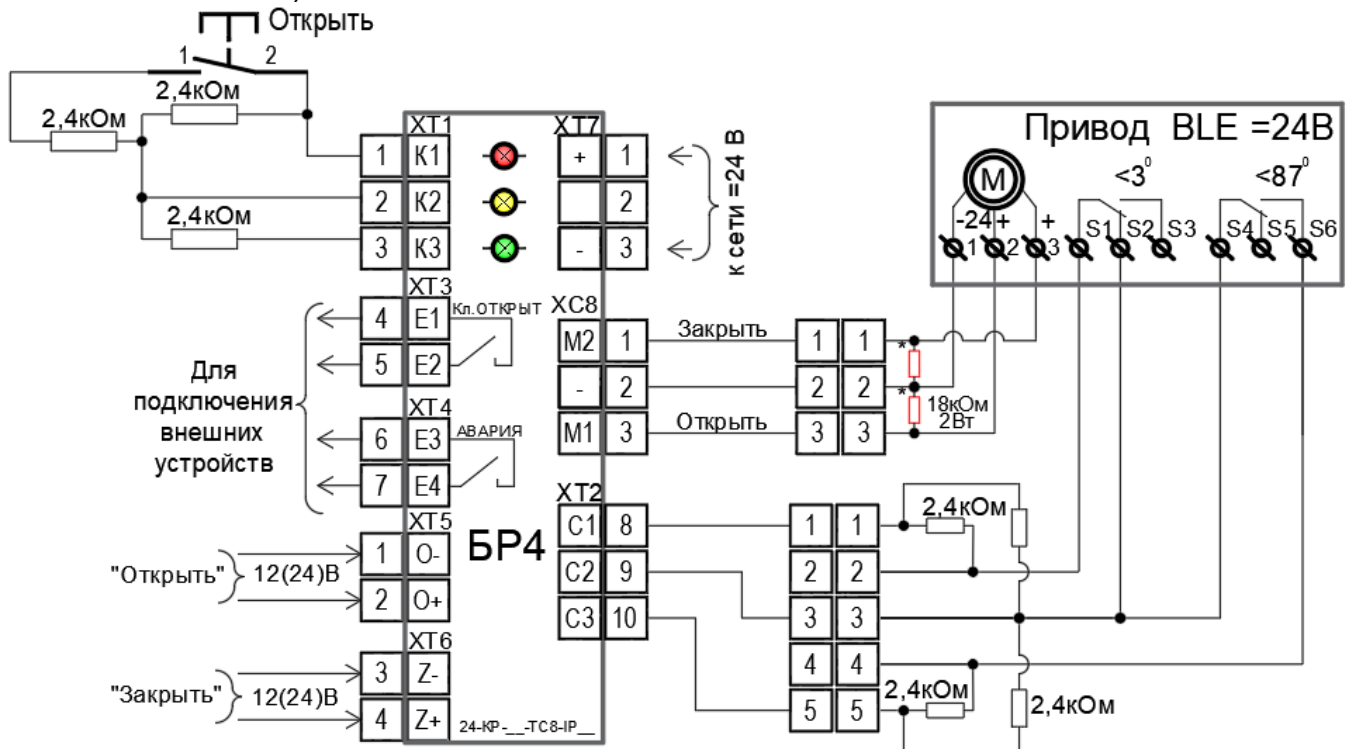 Открыть
1 2
2,4кОм
2,4кОм
2,4кОм
XT1
1 K1
2 K2
3 K3
XT7
+ 1
2
- 3
к сети =24 В
XT3
4 E1
5 E2
Кл.ОТКРЫТ
XT4
6 E3
7 E4
АВАРИЯ
Для
подключения
внешних
устройств
XT5
1 O-
2 O+
"Открыть" 12(24)В
XT6
3 Z-
4 Z+
"Закрыть" 12(24)В
БР4
24-КР-__-ТС8-IP__
XC8
M2 1
- 2
M1 3
Закрыть
Открыть
1 1
2 2
3 3
*
*
18кОм
2Вт
XT2
C1 8
C2 9
C3 10
1 1
2 2
3 3
4 4
5 5
2,4кОм
2,4кОм
2,4кОм
Привод BLE =24В
M
<3⁰ <87⁰
-24+ +
1 2 3
S1 S2 S3
S4 S5 S6